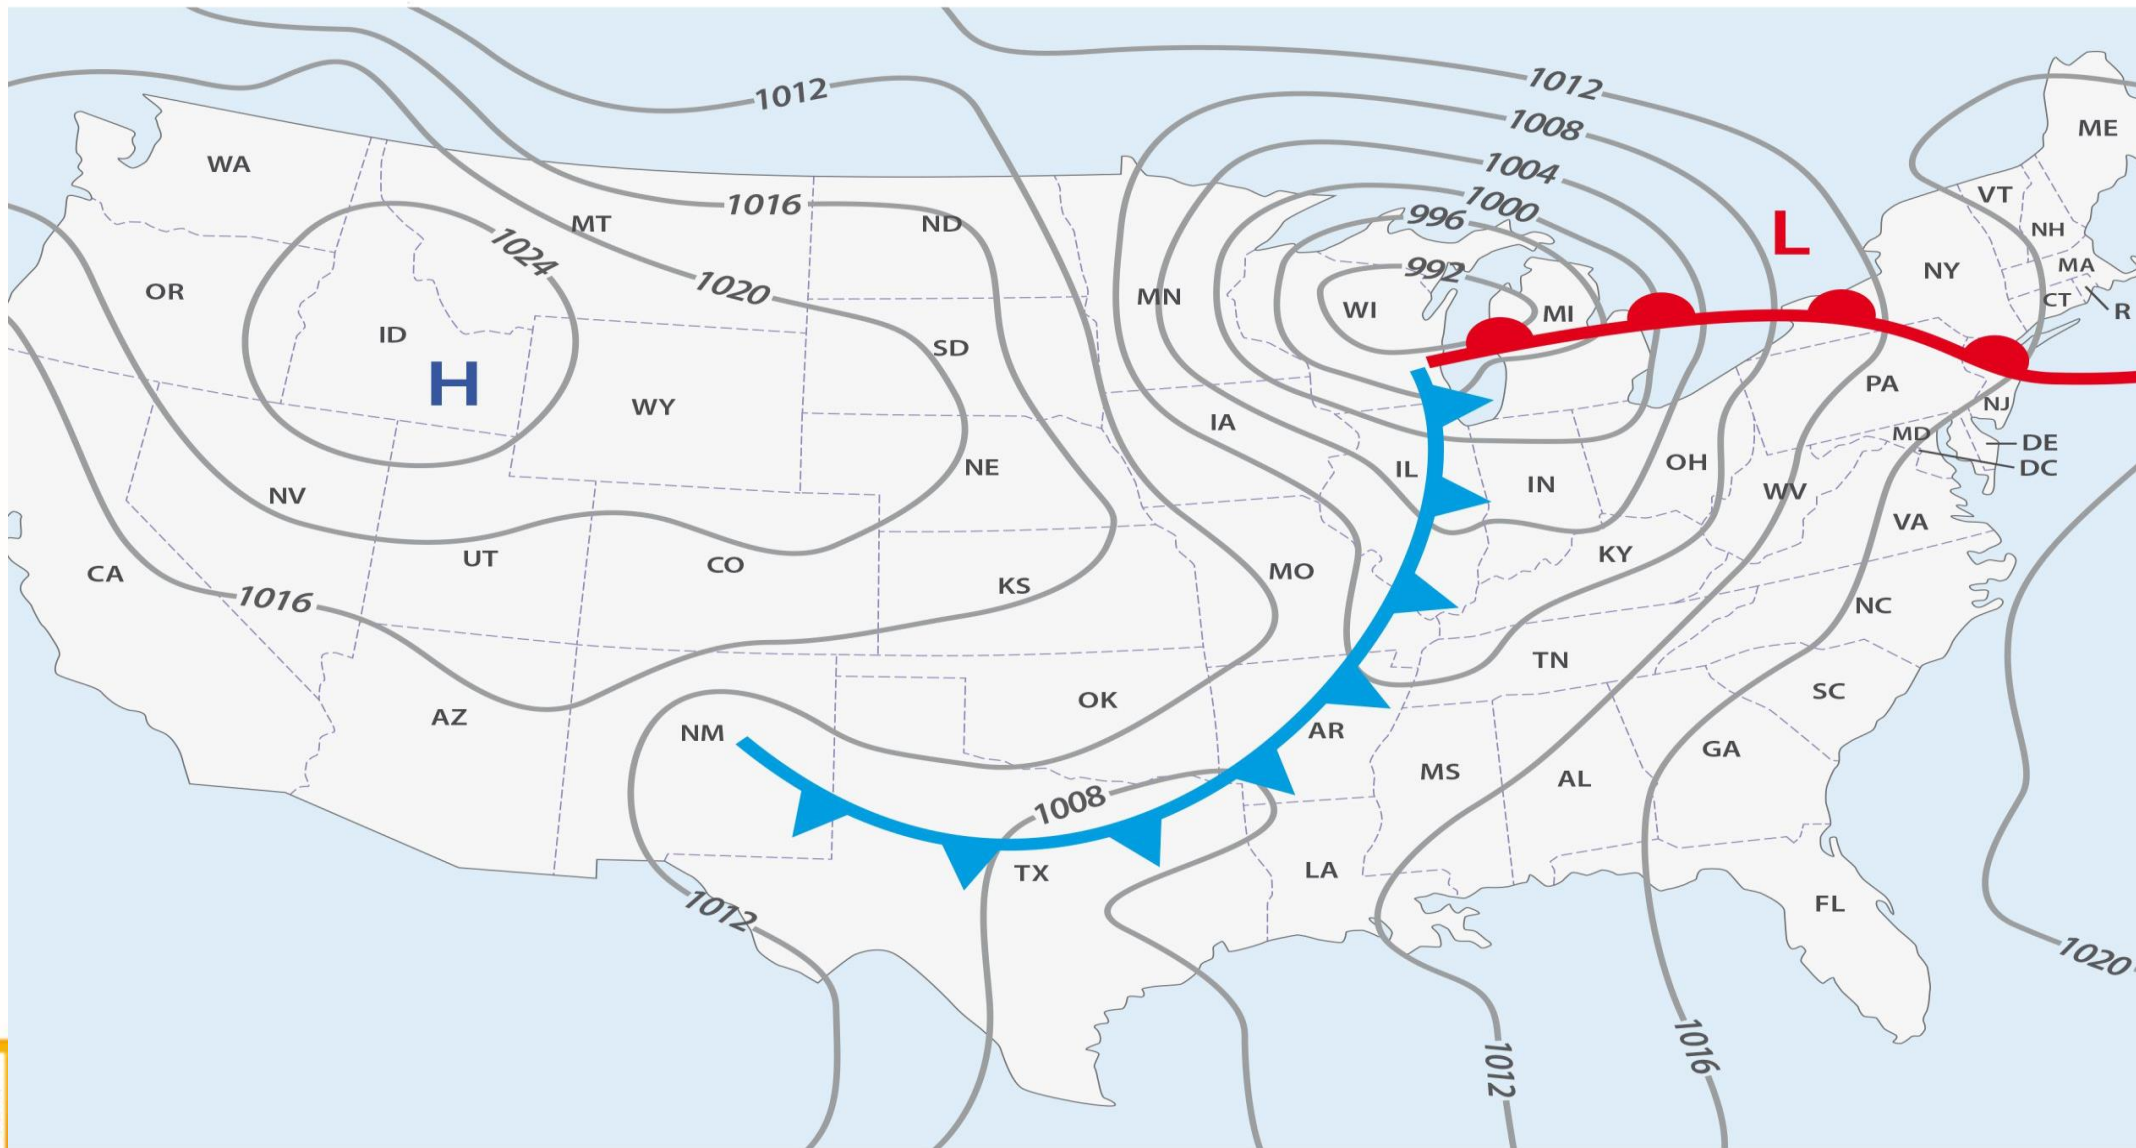 1012
1012
1008
ME
WA
1004
VT
1016
1000
MT
ND
996
NH
L
1024
MA
992
NY
1020
OR
MN
CT
R
WI
MI
ID
SD
H
PA
WY
NJ
IA
MD
DE
OH
NE
IL
DC
IN
WV
NV
VA
UT
CO
KY
CA
MO
KS
1016
NC
TN
SC
OK
AZ
NM
AR
GA
MS
AL
1008
TX
LA
FL
1012
1020
1016
1012